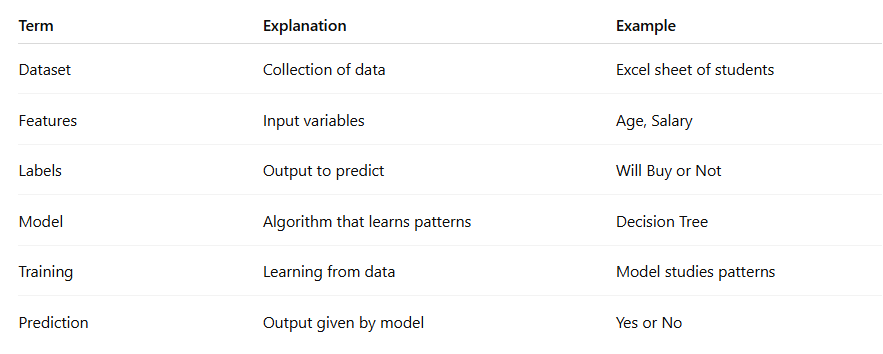 Term Explanation Example
Dataset Collection of data Excel sheet of students
Features Input variables Age, Salary
Labels Output to predict Will Buy or Not
Model Algorithm that learns patterns Decision Tree
Training Learning from data Model studies patterns
Prediction Output given by model Yes or No